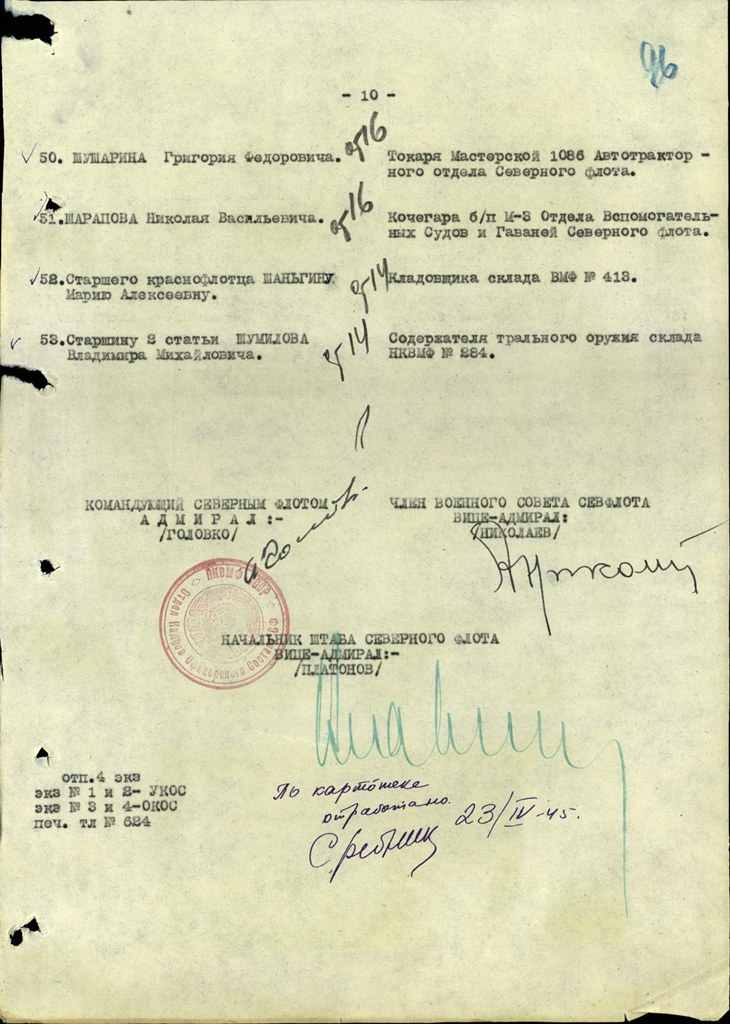 96
- 10 -
50. ШУШАРИНА Григория Федоровича. Токаря Мастерской 1086 Автотрактор -
ного отдела Северного флота.
51.ШАРАПОВА Николая Васильевича. Кочегара б/п М-3 Отдела Вспомогатель-
ных Судов и Гаваней Северного флота.
52.Старшего краснофлотца ШАНЬГИНУ Кладовщика склада ВМФ № 413.
Марию Алексеевну.
53.Старшину 2 статьи ШУМИЛОВА Содержателя трального оружия склада
Владимира Михайловича. НКВМФ № 284.
КОМАНДУЮЩИЙ СЕВЕРНЫМ ФЛОТОМ ЧЛЕН ВОЕННОГО СОВЕТА СЕВФЛОТА
А Д М И Р А Л :- ВИЦЕ-АДМИРАЛ:
/ГОЛОВКО/ /НИКОЛАЕВ/
НКВМФ СССР
НАЧАЛЬНИК ШТАБА СЕВЕРНОГО ФЛОТА
ВИЦЕ-АДМИРАЛ:-
/ПЛАТОНОВ/
отп.4 экз
экз № 1 и 2- УКОС
экз № 3 и 4-ОКОС
печ. тл № 624
По картотеке
отработано.
23/IV-45.